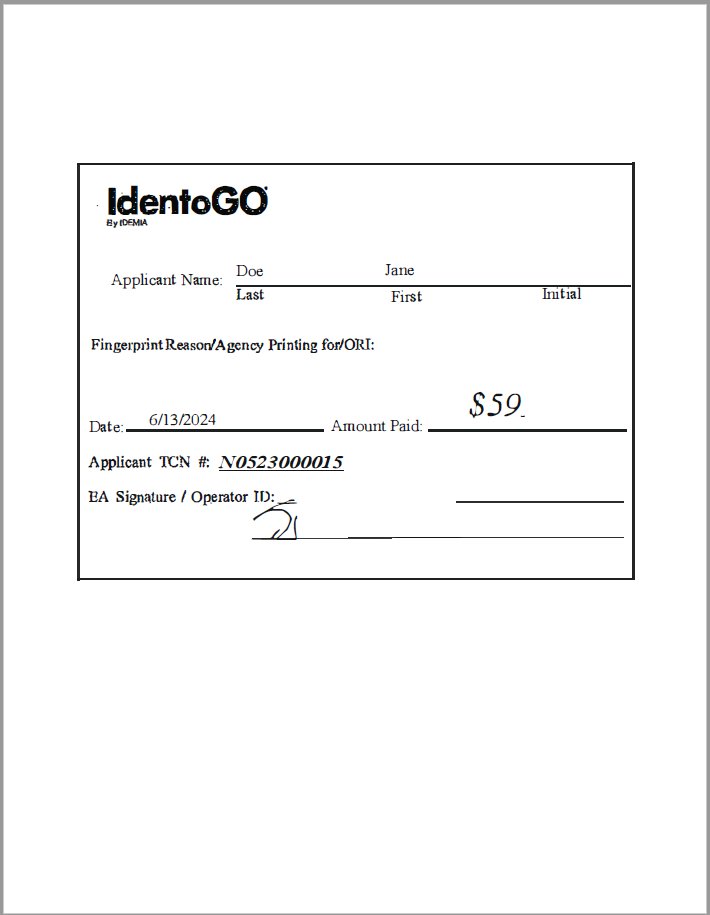 IdentoGO
By IDEMIA
Applicant Name: Doe Jane
Last First Initial
Fingerprint Reason/Agency Printing for/ORI:
Date: 6/13/2024 Amount Paid: $59
Applicant TCN #: N0523000015
EA Signature / Operator ID: